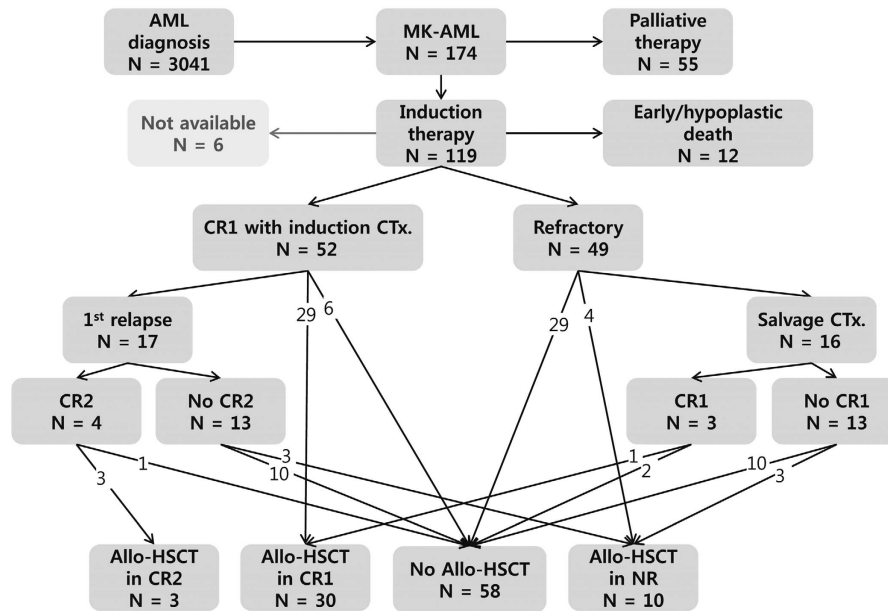 AML
diagnosis
N = 3041
MK-AML
N = 174
Palliative
therapy
N = 55
Not available
N = 6
Induction
therapy
N = 119
Early/hypoplastic
death
N = 12
CR1 with induction CTx.
N = 52
Refractory
N = 49
29
6
29
4
1st relapse
N = 17
Salvage CTx.
N = 16
CR2
N = 4
No CR2
N = 13
CR1
N = 3
No CR1
N = 13
3
1
10
3
1
2
10
3
Allo-HSCT
in CR2
N = 3
Allo-HSCT
in CR1
N = 30
No Allo-HSCT
N = 58
Allo-HSCT
in NR
N = 10